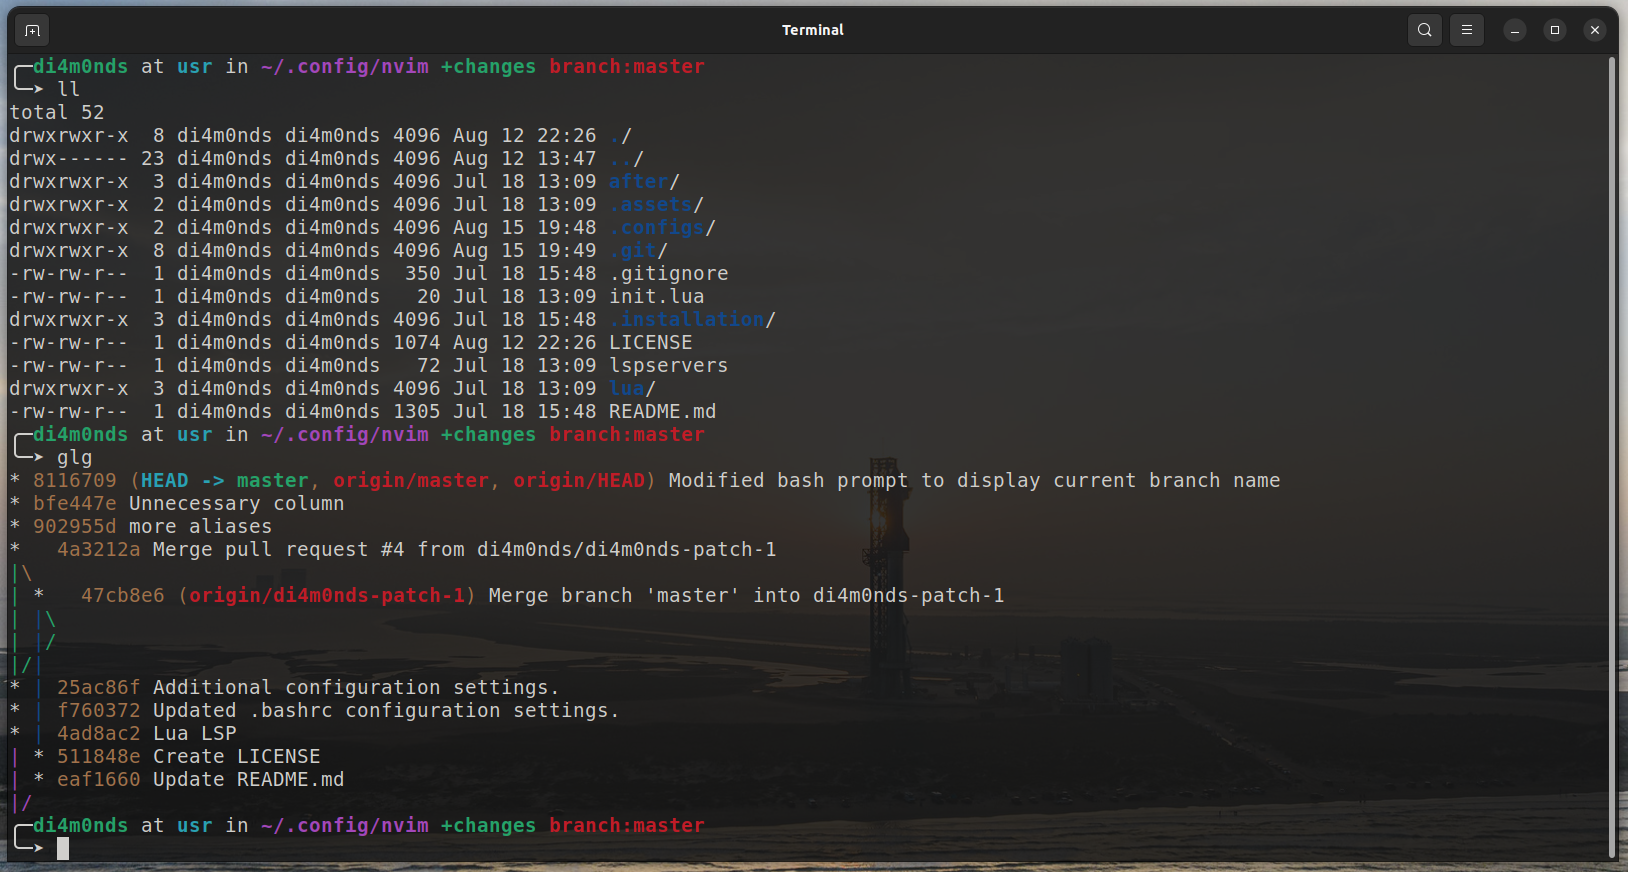 Terminal
di4m0nds at usr in ~/.config/nvim +changes branch:master
ll
total 52
drwxrwxr-x  8 di4m0nds di4m0nds 4096 Aug 12 22:26 ./
drwx------ 23 di4m0nds di4m0nds 4096 Aug 12 13:47 ../
drwxrwxr-x  3 di4m0nds di4m0nds 4096 Jul 18 13:09 after/
drwxrwxr-x  2 di4m0nds di4m0nds 4096 Jul 18 13:09 .assets/
drwxrwxr-x  2 di4m0nds di4m0nds 4096 Aug 15 19:48 .configs/
drwxrwxr-x  8 di4m0nds di4m0nds 4096 Aug 15 19:49 .git/
-rw-rw-r--  1 di4m0nds di4m0nds  350 Jul 18 15:48 .gitignore
-rw-rw-r--  1 di4m0nds di4m0nds   20 Jul 18 13:09 init.lua
drwxrwxr-x  3 di4m0nds di4m0nds 4096 Jul 18 15:48 .installation/
-rw-rw-r--  1 di4m0nds di4m0nds 1074 Aug 12 22:26 LICENSE
-rw-rw-r--  1 di4m0nds di4m0nds   72 Jul 18 13:09 lspservers
drwxrwxr-x  3 di4m0nds di4m0nds 4096 Jul 18 13:09 lua/
-rw-rw-r--  1 di4m0nds di4m0nds 1305 Jul 18 15:48 README.md
di4m0nds at usr in ~/.config/nvim +changes branch:master
glg
* 8116709 (HEAD -> master, origin/master, origin/HEAD) Modified bash prompt to display current branch name
* bfe447e Unnecessary column
* 902955d more aliases
*   4a3212a Merge pull request #4 from di4m0nds/di4m0nds-patch-1
|\
| *   47cb8e6 (origin/di4m0nds-patch-1) Merge branch 'master' into di4m0nds-patch-1
| |\
| |/
|/|
* | 25ac86f Additional configuration settings.
* | f760372 Updated .bashrc configuration settings.
* | 4ad8ac2 Lua LSP
| * 511848e Create LICENSE
| * eaf1660 Update README.md
|/
di4m0nds at usr in ~/.config/nvim +changes branch:master